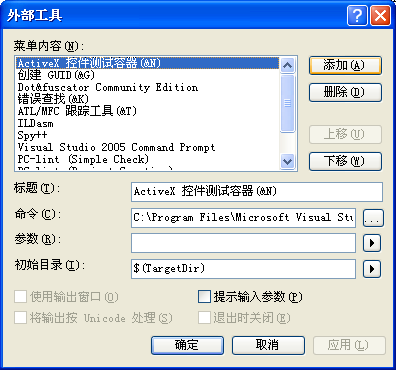 外部工具
菜单内容(N):
ActiveX 控件测试容器(&N)
创建 GUID(&G)
Dotfuscator Community Edition
错误查找(&K)
ATL/MFC 跟踪工具(&T)
ILDasm
Spy++
Visual Studio 2005 Command Prompt
PC-lint (Simple Check)
PC-lint (Project Creation)
添加(A)
删除(D)
上移(U)
下移(W)
标题(T):
ActiveX 控件测试容器(&N)
命令(C):
C:\Program Files\Microsoft Visual Stu
...
参数(R):
初始目录(I):
$(TargetDir)
使用输出窗口(O)
提示输入参数(P)
将输出按 Unicode 处理(S)
退出时关闭(E)
确定
取消
应用(L)